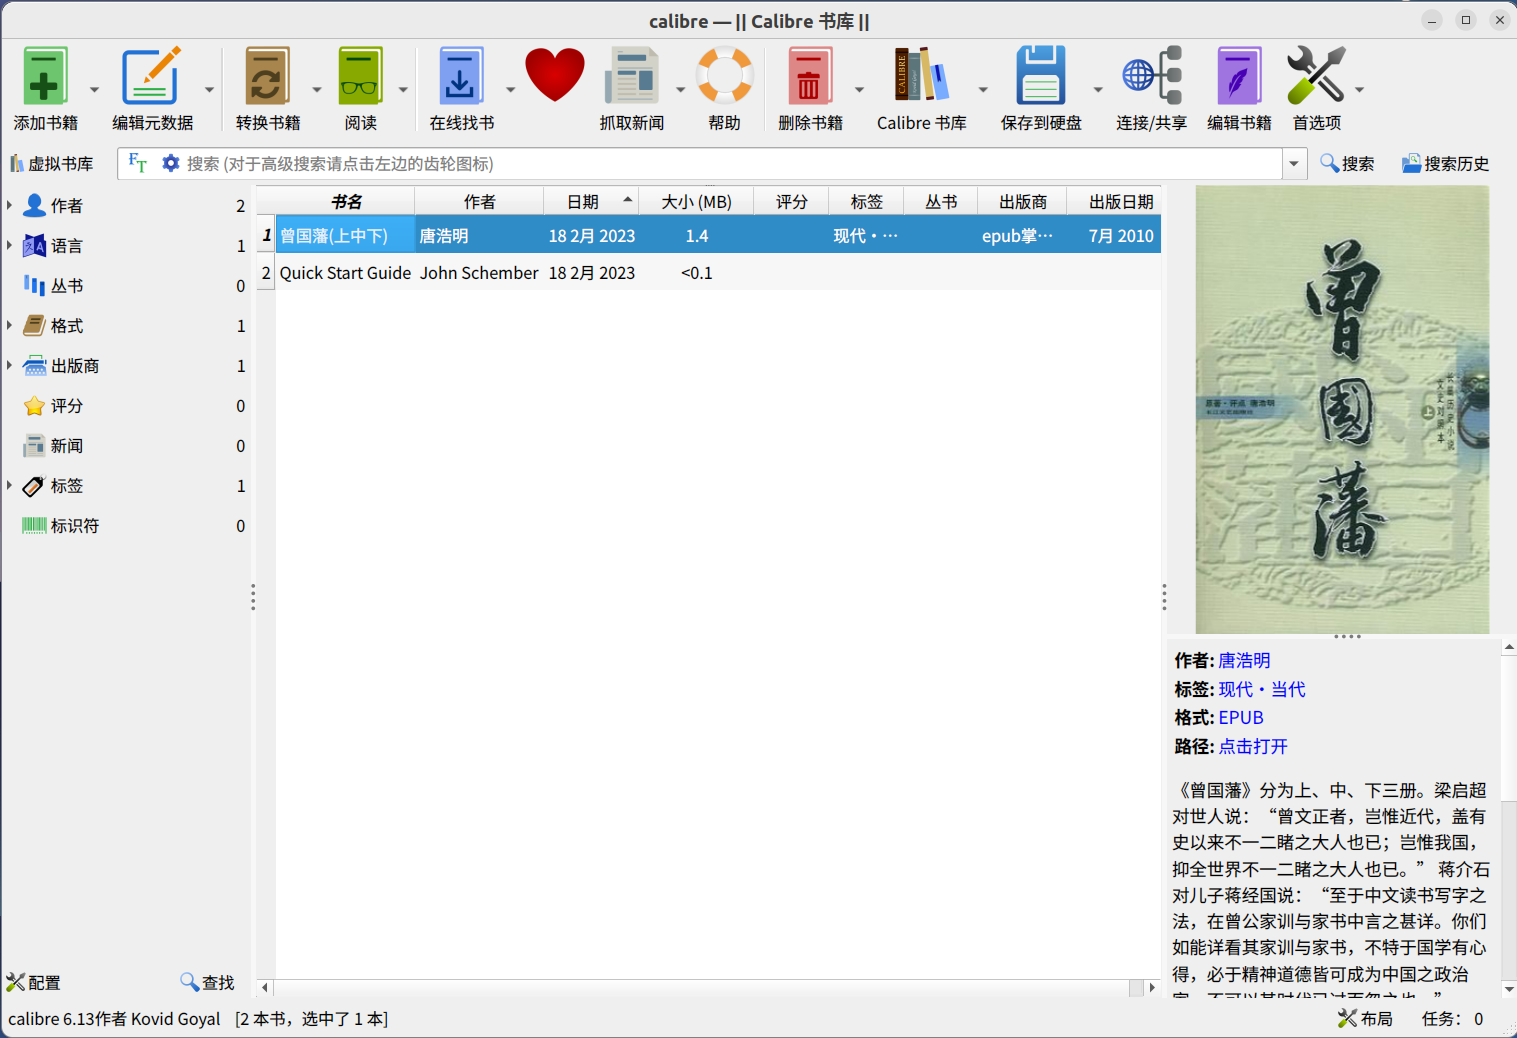 calibre — || Calibre 书库 ||
添加书籍 编辑元数据 转换书籍 阅读 在线找书 抓取新闻 帮助 删除书籍 Calibre 书库 保存到硬盘 连接/共享 编辑书籍 首选项
虚拟书库 搜索 (对于高级搜索请点击左边的齿轮图标) 搜索 搜索历史
作者 2
语言 1
丛书 0
格式 1
出版商 1
评分 0
新闻 0
标签 1
标识符 0
配置 查找
书名 作者 日期 大小 (MB) 评分 标签 丛书 出版商 出版日期
1 曾国藩(上中下) 唐浩明 18 2月 2023 1.4 现代・… epub掌… 7月 2010
2 Quick Start Guide John Schember 18 2月 2023 <0.1
曾
國
藩
作者: 唐浩明
标签: 现代・当代
格式: EPUB
路径: 点击打开
《曾国藩》分为上、中、下三册。梁启超
对世人说：“曾文正者，岂惟近代，盖有
史以来不一二睹之大人也已；岂惟我国，
抑全世界不一二睹之大人也已。” 蒋介石
对儿子蒋经国说：“至于中文读书写字之
法，在曾公家训与家书中言之甚详。你们
如能详看其家训与家书，不特于国学有心
得，必于精神道德皆可成为中国之政治
calibre 6.13作者 Kovid Goyal [2 本书，选中了 1 本]
布局 任务： 0